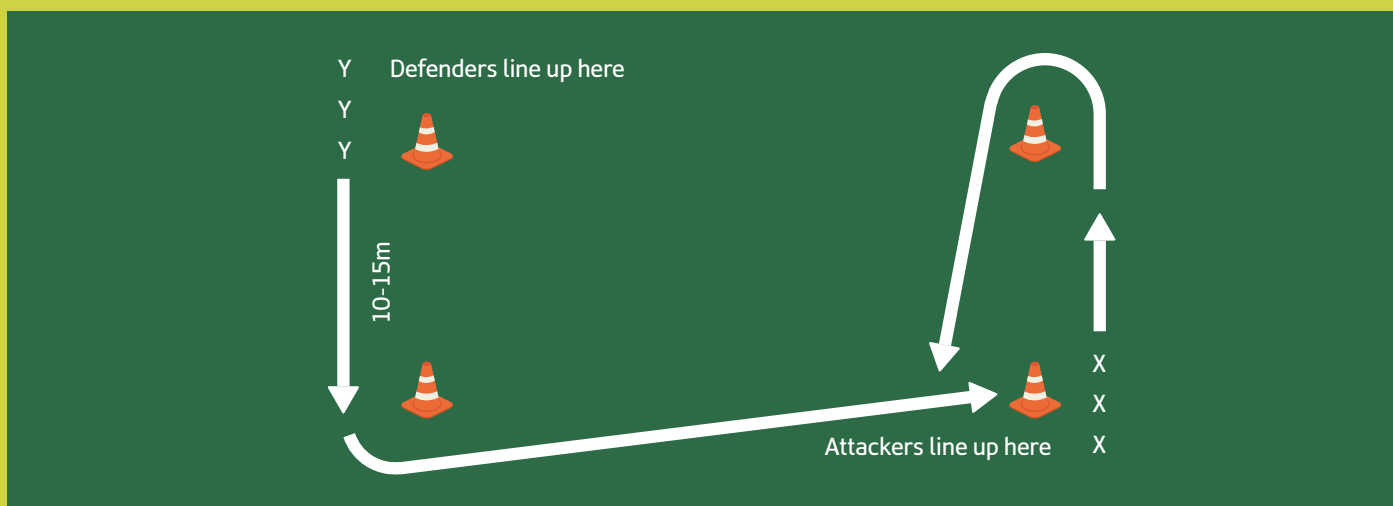 Y Defenders line up here
Y
Y
10-15m
X
X
Attackers line up here X